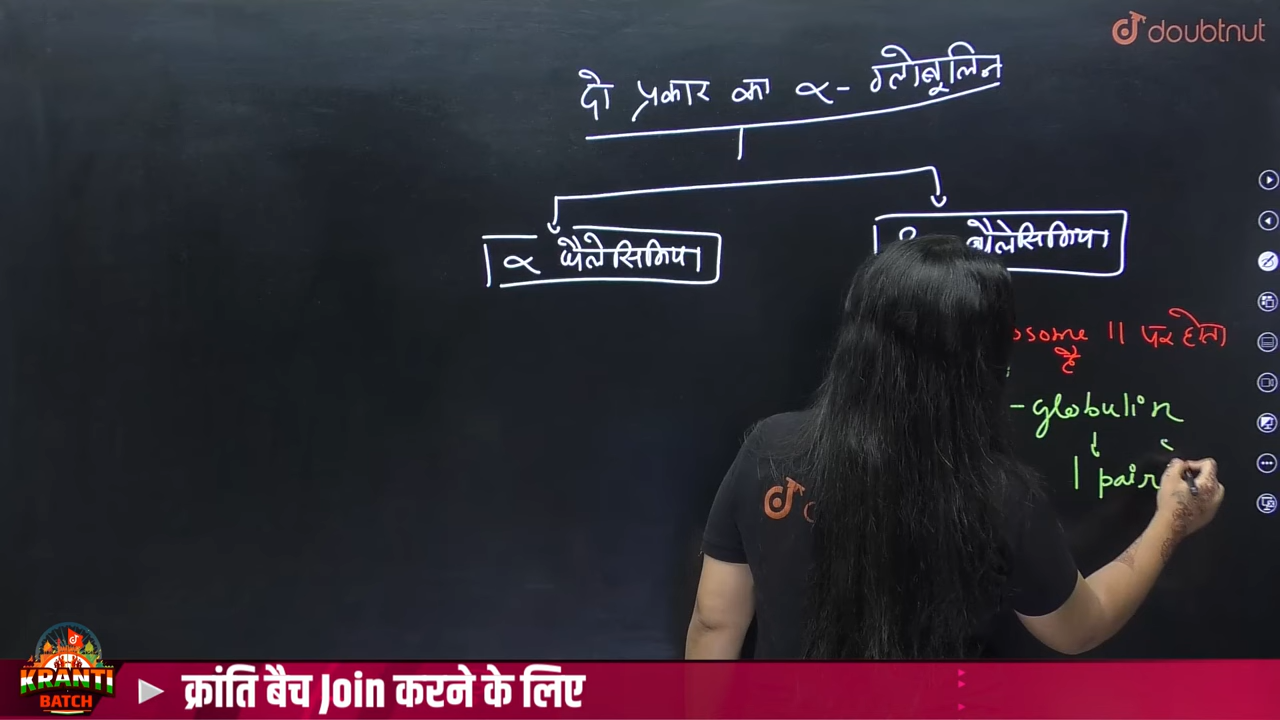 doubtnut
दो प्रकार का α- ग्लोबूलिन
α थैलेसिमिया
थैलेसिमिया
osome 11 पर होता
है
-globulin
1 pair
KRANTI
BATCH
क्रांति बैच Join करने के लिए